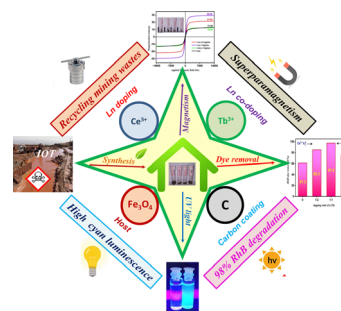 Recycling mining wastes
Superparamagnetism
Ln doping
Ln co-doping
Ce³⁺
Tb³⁺
Magnetism
Synthesis
Dye removal
UV light
IOT
Fe₃O₄
C
Host
Carbon coating
High cyan luminescence
98% RhB degradation
hν